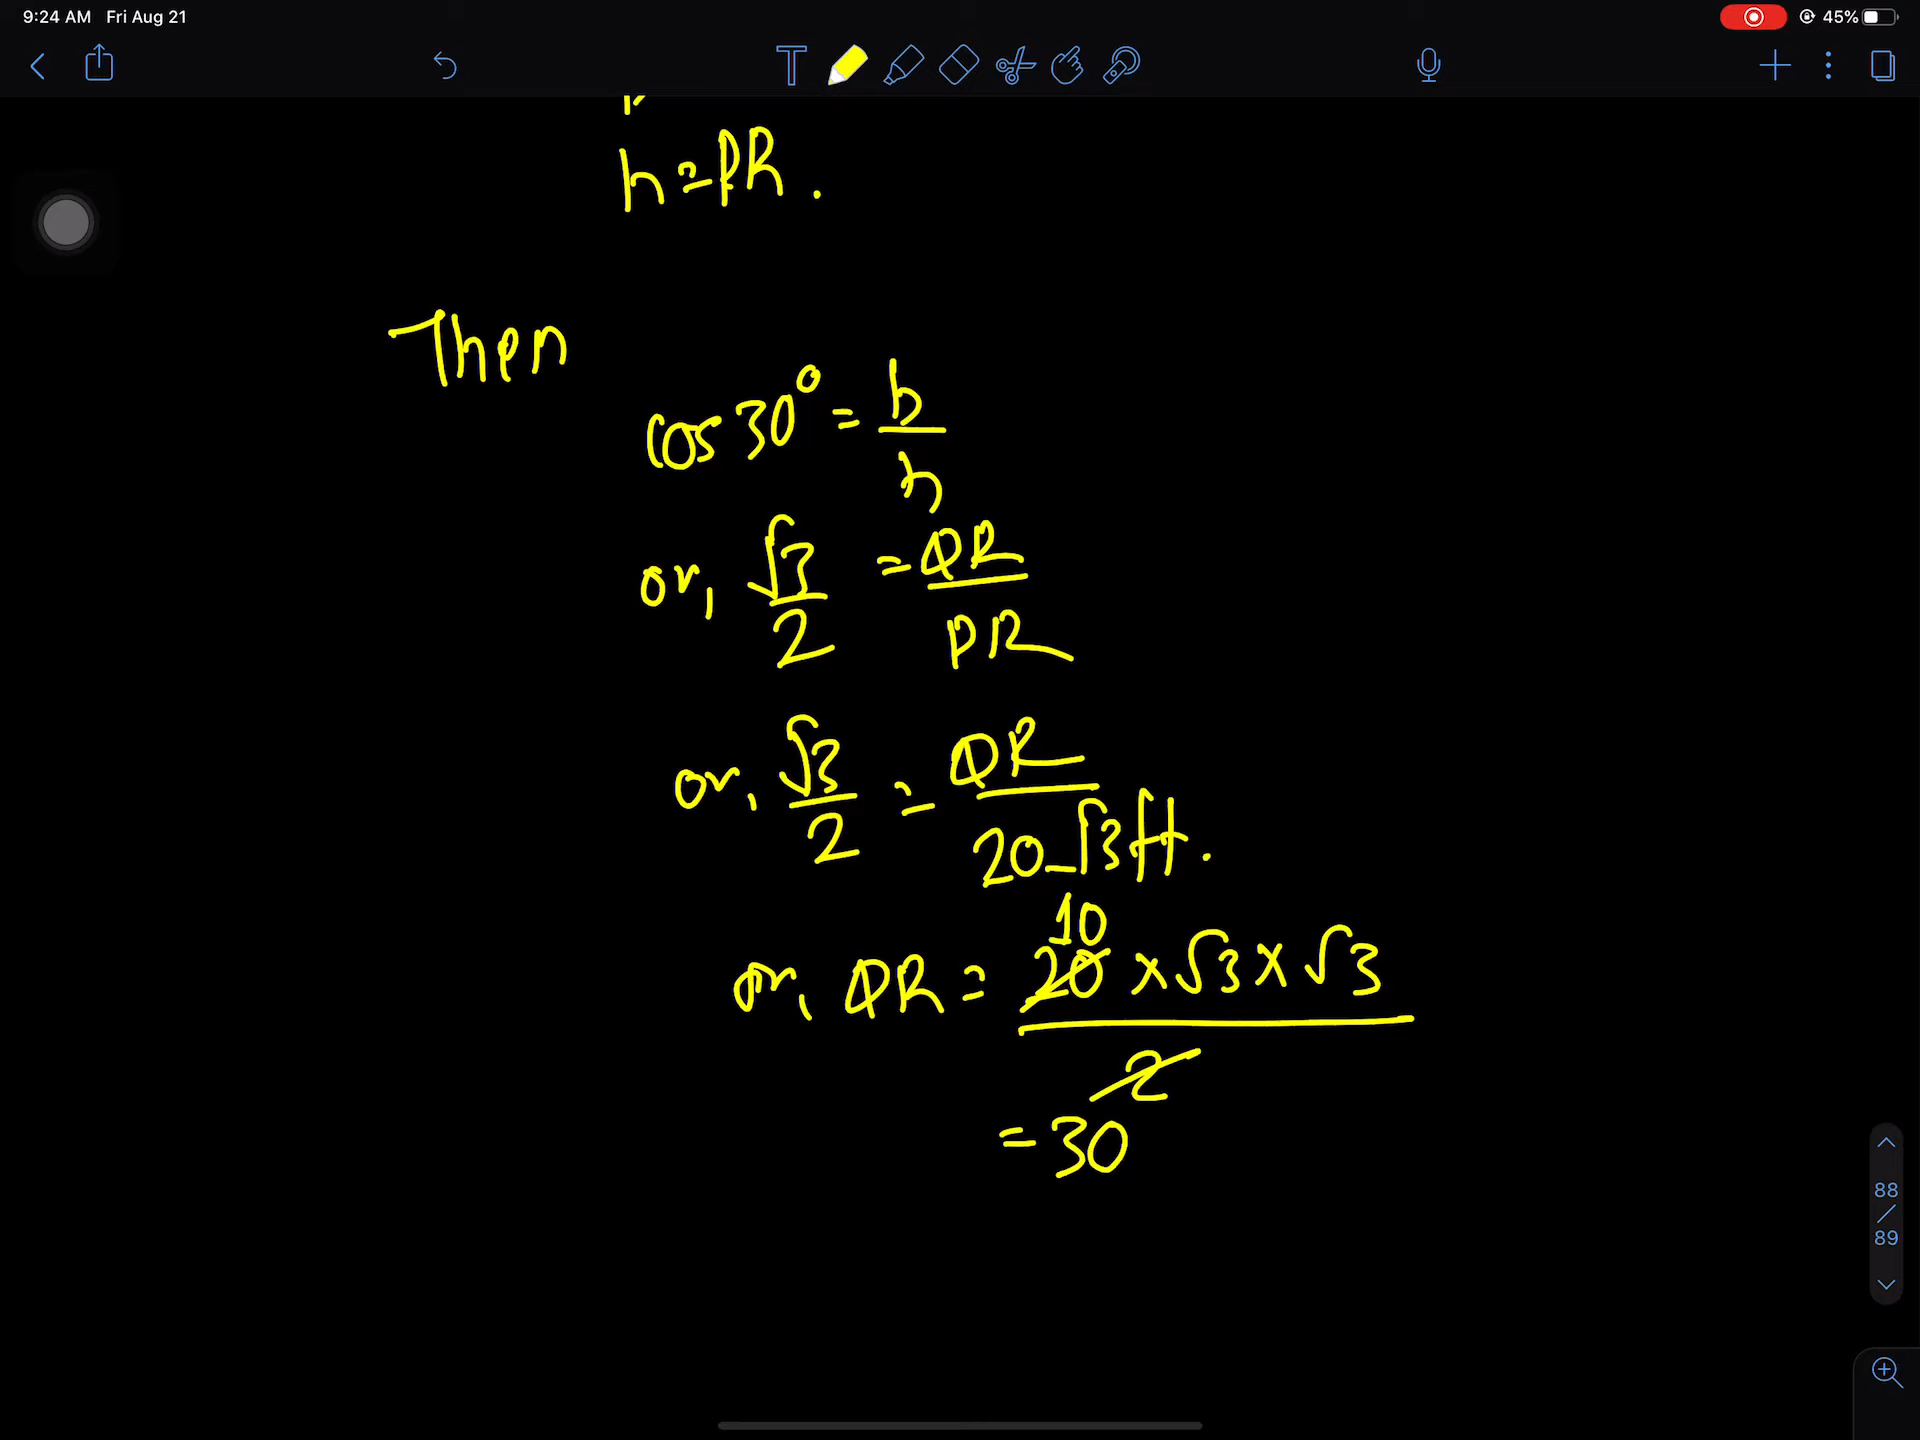 9:24 AM Fri Aug 21
45%
h=PR.
Then
cos 30° = b/h
or, √3/2 = QR/PR
or, √3/2 = QR/20√3 ft.
10
or, QR = 20 x √3 x √3 / 2
= 30
88
/
89